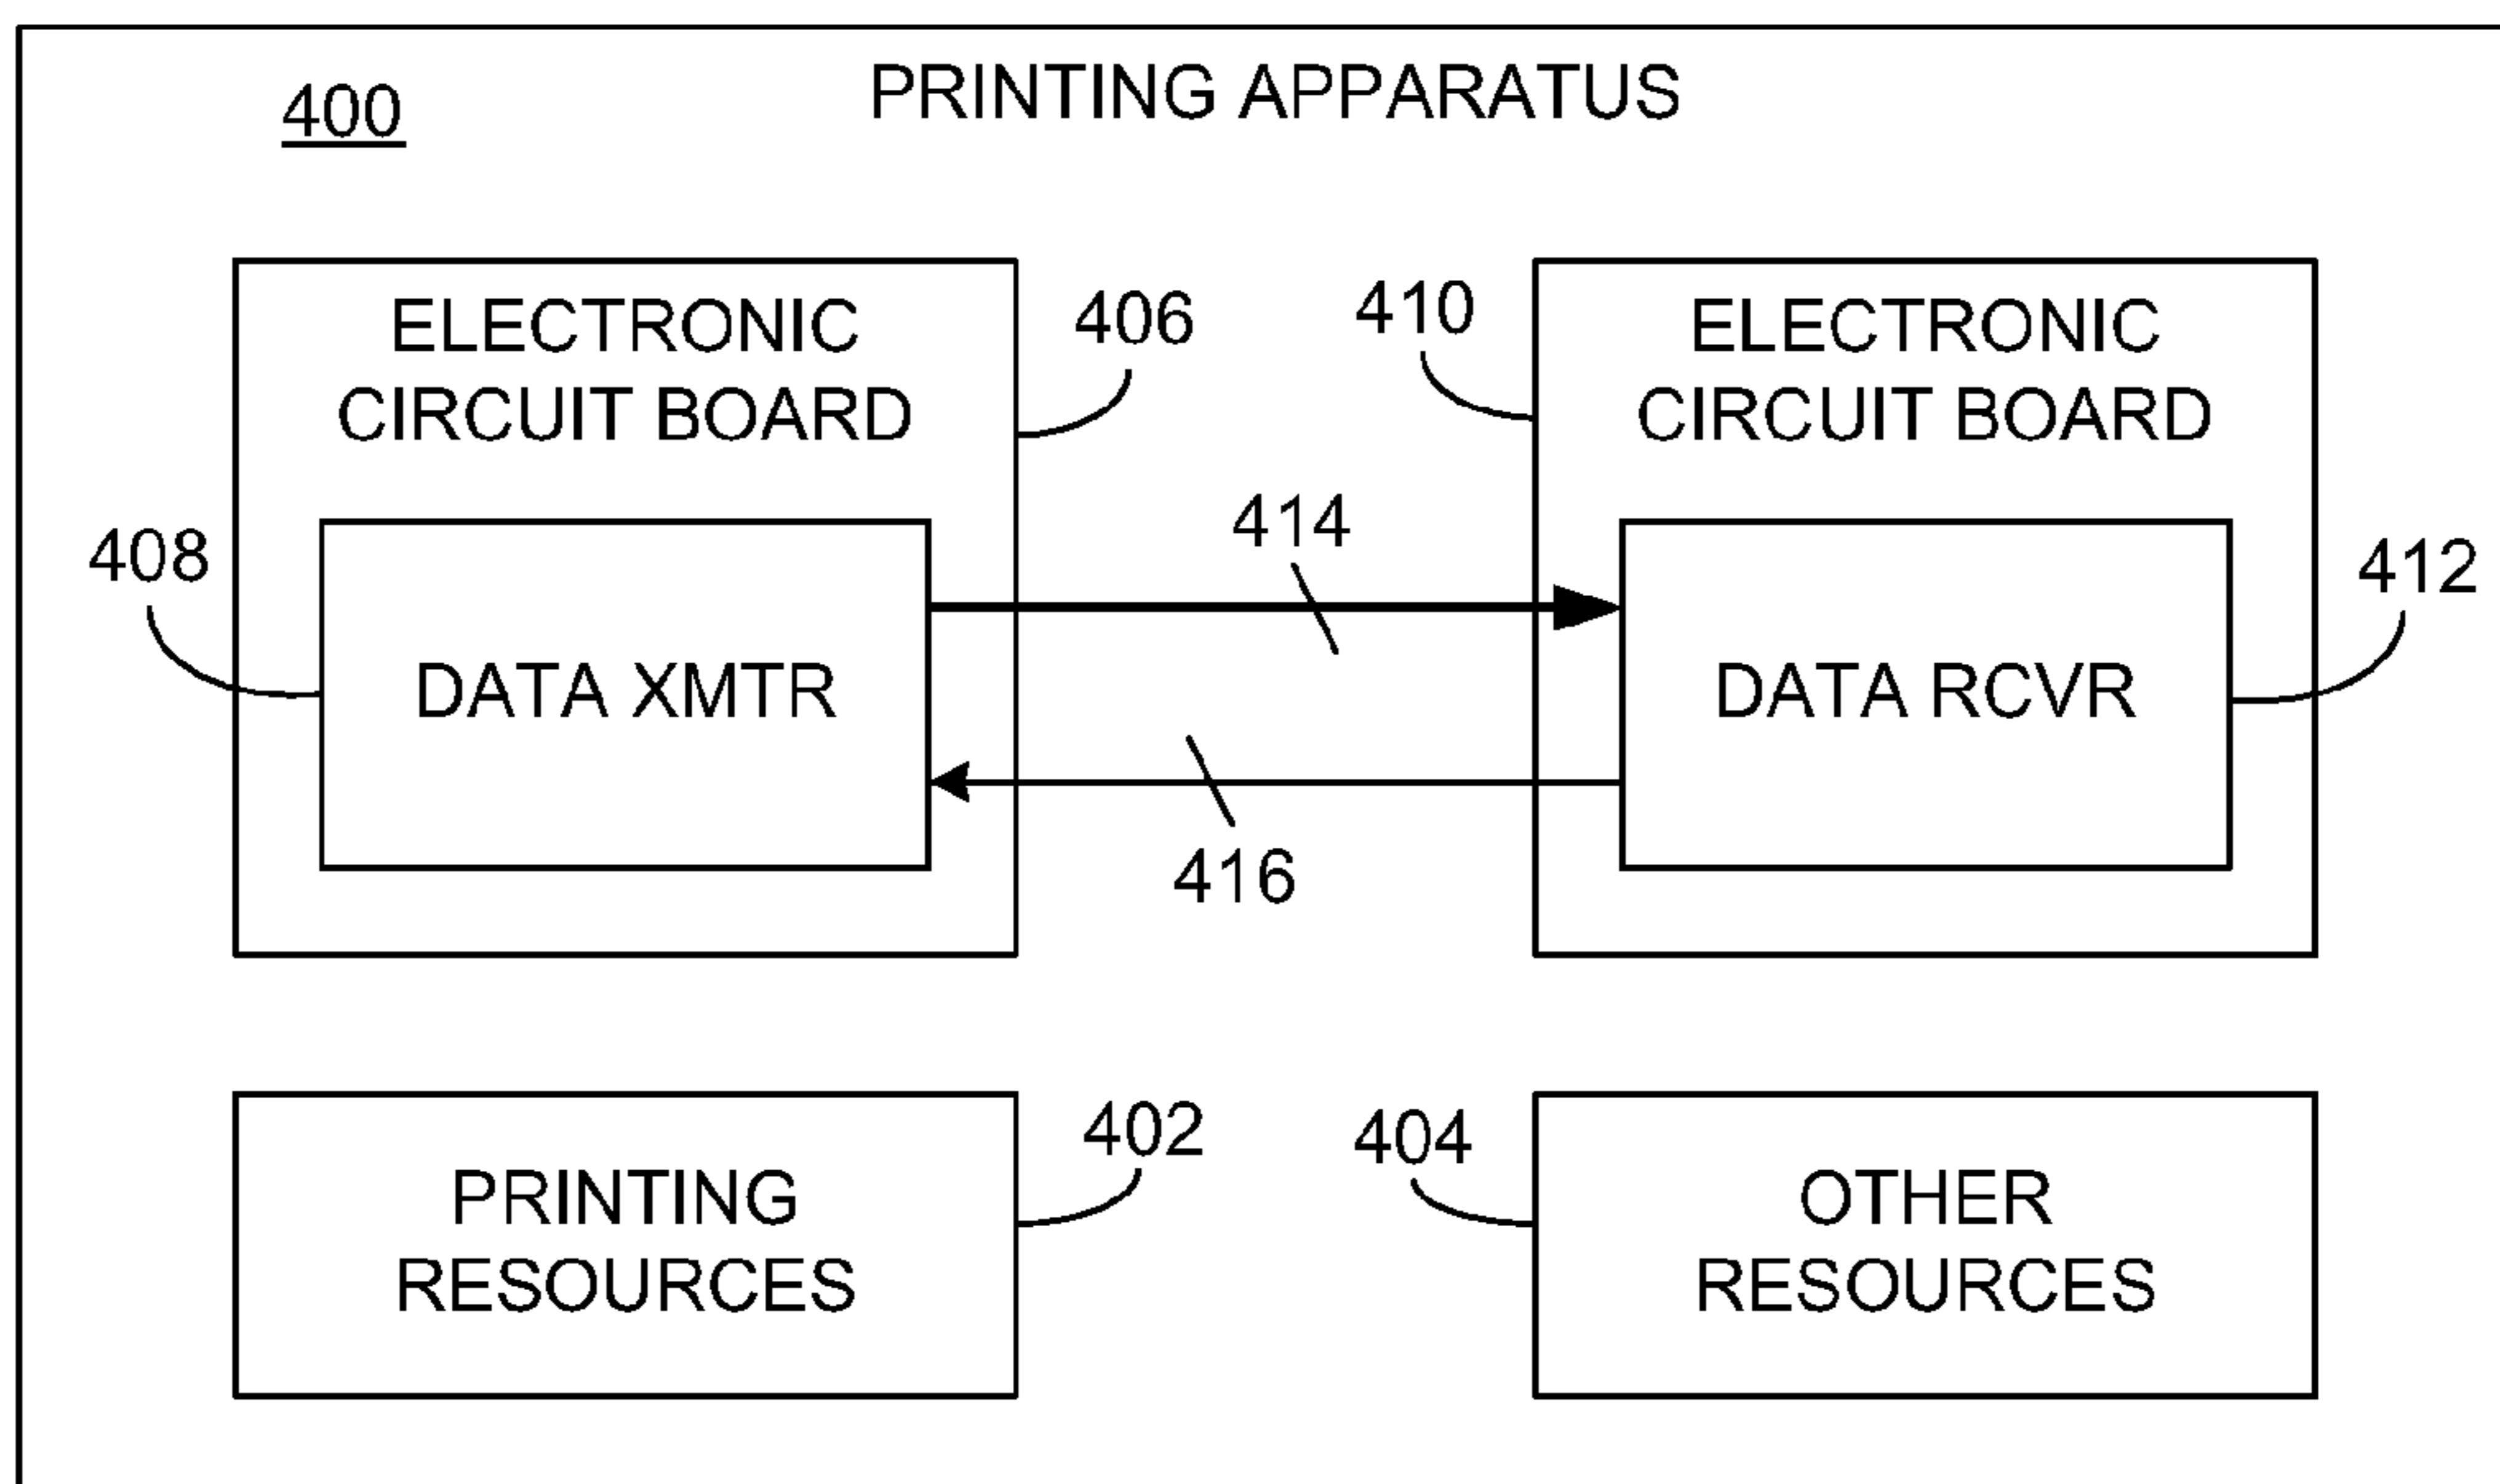 400
PRINTING APPARATUS
ELECTRONIC
CIRCUIT BOARD
406
410
ELECTRONIC
CIRCUIT BOARD
408
414
412
DATA XMTR
DATA RCVR
416
PRINTING
RESOURCES
402
404
OTHER
RESOURCES